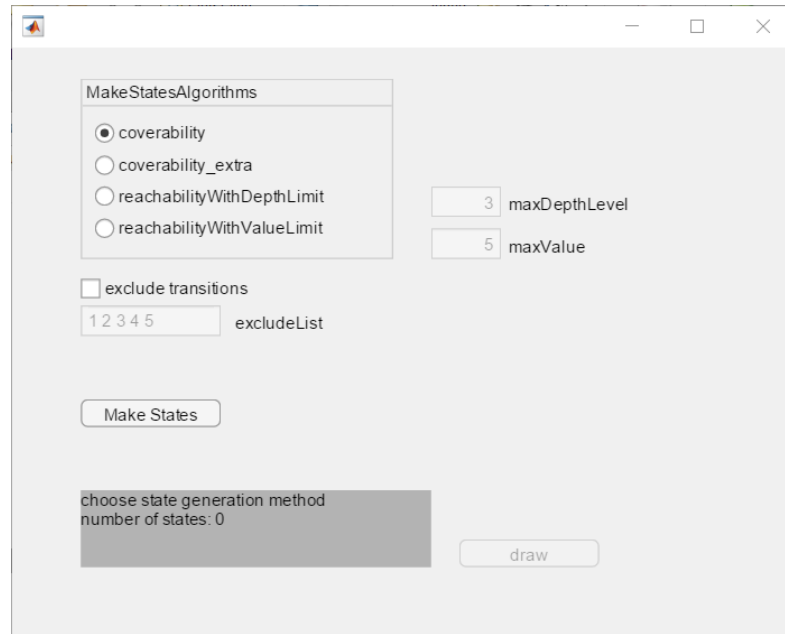 MakeStatesAlgorithms
coverability
coverability_extra
reachabilityWithDepthLimit
reachabilityWithValueLimit
3 maxDepthLevel
5 maxValue
exclude transitions
1 2 3 4 5 excludeList
Make States
choose state generation method
number of states: 0
draw